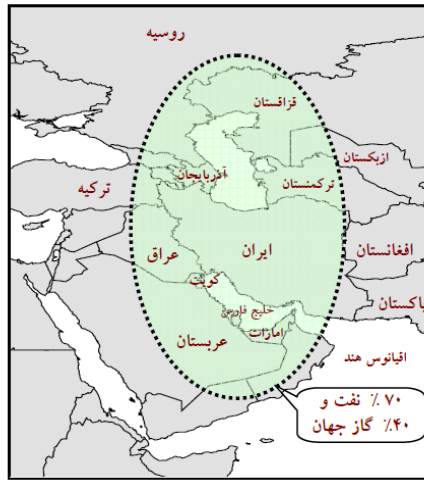 روسیه
قزاقستان
ازبکستان
آذربایجان
ترکمنستان
ترکیه
ایران
عراق
افغانستان
کویت
پاکستان
خلیج فارس
امارات
عربستان
اقیانوس هند
۷۰ ٪ نفت و
۴۰٪ گاز جهان